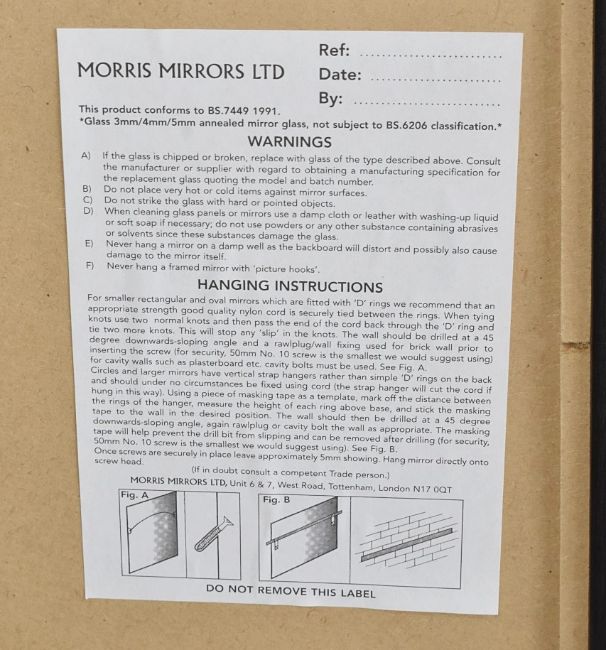 MORRIS MIRRORS LTD
Ref: ..........................
Date: ........................
By: ...........................
This product conforms to BS.7449 1991.
*Glass 3mm/4mm/5mm annealed mirror glass, not subject to BS.6206 classification.*
WARNINGS
A) If the glass is chipped or broken, replace with glass of the type described above. Consult
the manufacturer or supplier with regard to obtaining a manufacturing specification for
the replacement glass quoting the model and batch number.
B) Do not place very hot or cold items against mirror surfaces.
C) Do not strike the glass with hard or pointed objects.
D) When cleaning glass panels or mirrors use a damp cloth or leather with washing-up liquid
or soft soap if necessary; do not use powders or any other substance containing abrasives
or solvents since these substances damage the glass.
E) Never hang a mirror on a damp well as the backboard will distort and possibly also cause
damage to the mirror itself.
F) Never hang a framed mirror with 'picture hooks'.
HANGING INSTRUCTIONS
For smaller rectangular and oval mirrors which are fitted with 'D' rings we recommend that an
appropriate strength good quality nylon cord is securely tied between the rings. When tying
knots use two normal knots and then pass the end of the cord back through the 'D' ring and
tie two more knots. This will stop any 'slip' in the knots. The wall should be drilled at a 45
degree downwards-sloping angle and a rawlplug/wall fixing used for brick wall prior to
inserting the screw (for security, 50mm No. 10 screw is the smallest we would suggest using)
for cavity walls such as plasterboard etc. cavity bolts must be used. See Fig. A.
Circles and larger mirrors have vertical strap hangers rather than simple 'D' rings on the back
and should under no circumstances be fixed using cord (the strap hanger will cut the cord if
hung in this way). Using a piece of masking tape as a template, mark off the distance between
the rings of the hanger, measure the height of each ring above base, and stick the masking
tape to the wall in the desired position. The wall should then be drilled at a 45 degree
downwards-sloping angle, again rawlplug or cavity bolt the wall as appropriate. The masking
tape will help prevent the drill bit from slipping and can be removed after drilling (for security,
50mm No. 10 screw is the smallest we would suggest using). See Fig. B.
Once screws are securely in place leave approximately 5mm showing. Hang mirror directly onto
screw head.
(If in doubt consult a competent Trade person.)
MORRIS MIRRORS LTD, Unit 6 & 7, West Road, Tottenham, London N17 0QT
Fig. A
Fig. B
DO NOT REMOVE THIS LABEL